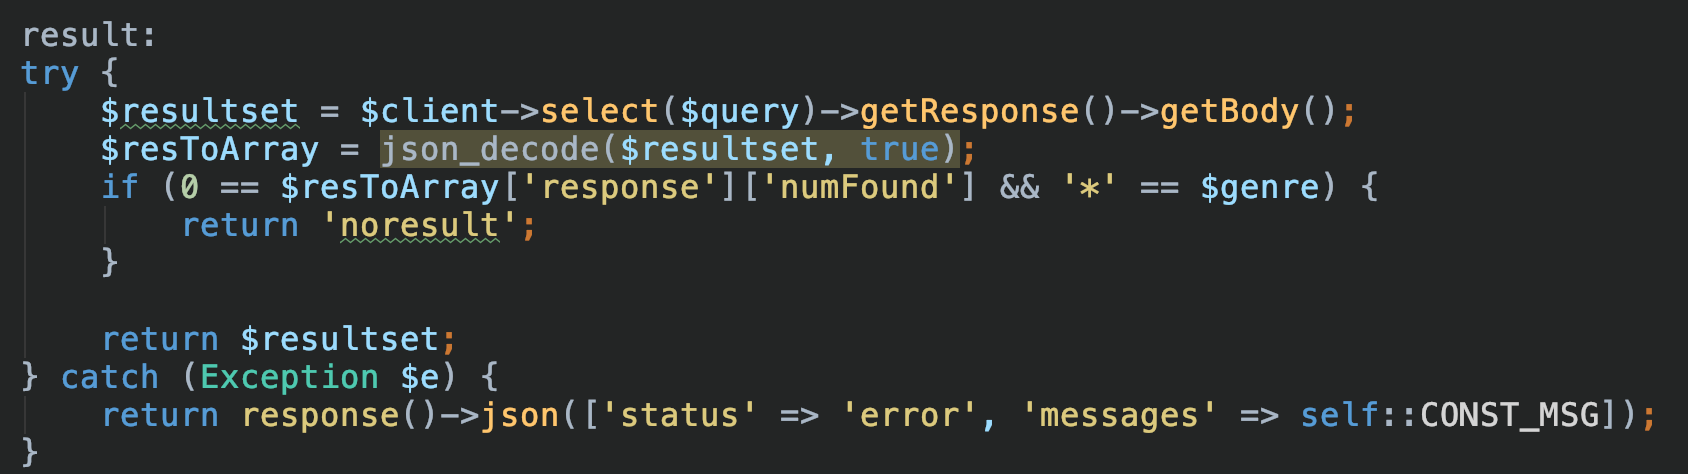 result:
try {
    $resultset = $client->select($query)->getResponse()->getBody();
    $resToArray = json_decode($resultset, true);
    if (0 == $resToArray['response']['numFound'] && '*' == $genre) {
        return 'noresult';
    }

    return $resultset;
} catch (Exception $e) {
    return response()->json(['status' => 'error', 'messages' => self::CONST_MSG]);
}